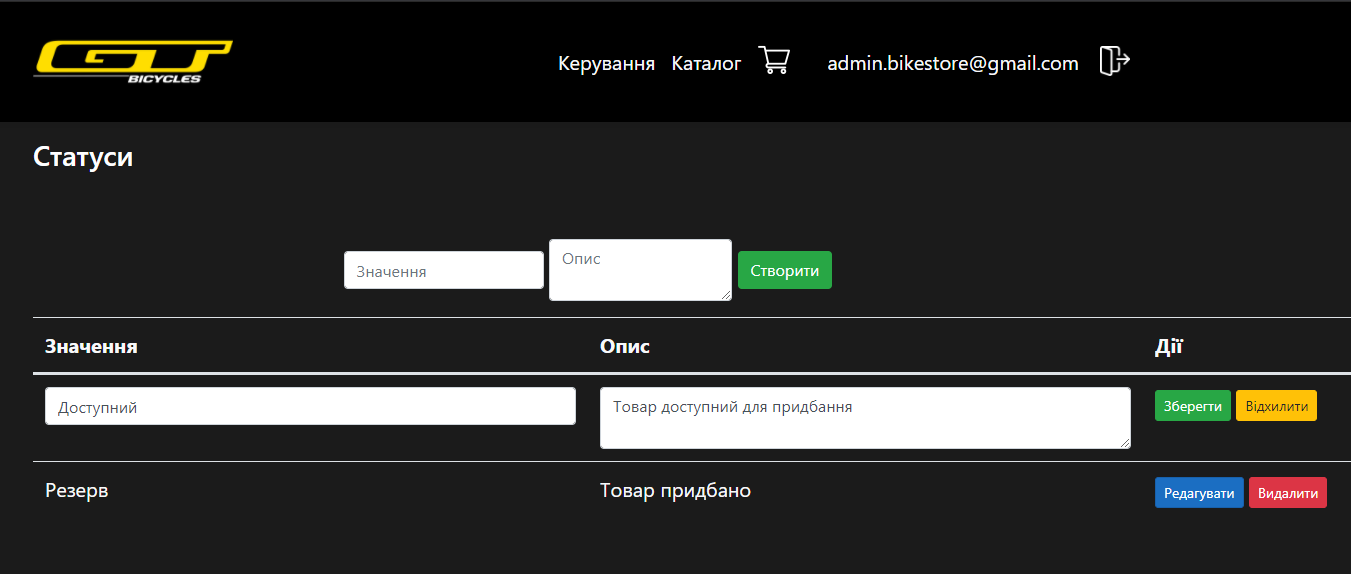 GT BICYCLES
Керування Каталог admin.bikestore@gmail.com
Статуси
Значення Опис Створити
Значення Опис Дії
Доступний Товар доступний для придбання Зберегти Відхилити
Резерв Товар придбано Редагувати Видалити